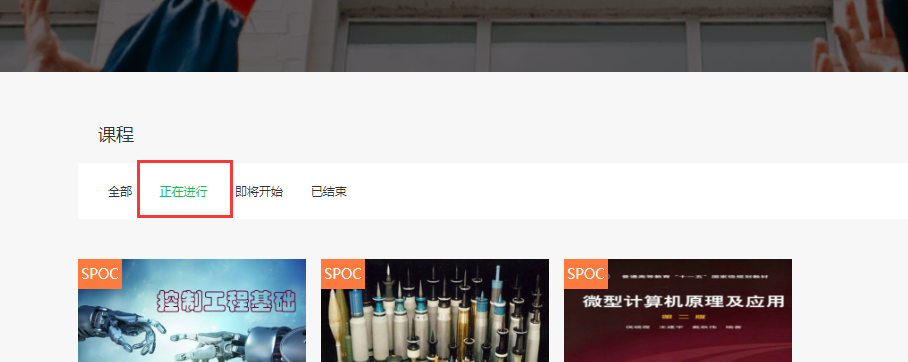 课程
全部
正在进行
即将开始
已结束
SPOC
控制工程基础
SPOC
SPOC
普通高等教育“十一五”国家级规划教材
微型计算机原理及应用
第二版
编著